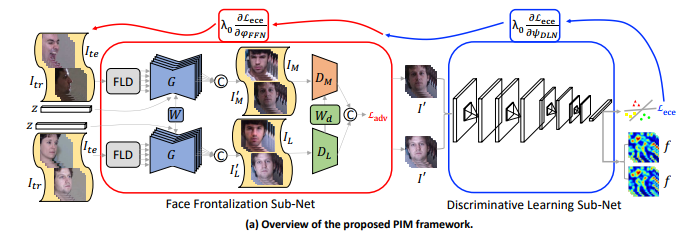 λ₀ ∂ℒece / ∂φFFN
λ₀ ∂ℒece / ∂ψDLN
Ite
Itr
FLD
G
C
IM
I′M
DM
z
z
W
Wd
C
ℒadv
Ite
Itr
FLD
G
C
IL
I′L
DL
I′
I′
ℒece
f
f
Face Frontalization Sub-Net
Discriminative Learning Sub-Net
(a) Overview of the proposed PIM framework.